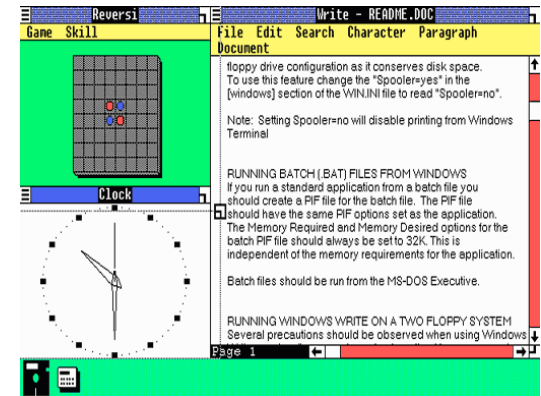 Reversi
Game Skill
Clock
Write - README.DOC
File Edit Search Character Paragraph
Document
floppy drive configuration as it conserves disk space.
To use this feature change the "Spooler=yes" in the
[windows] section of the WIN.INI file to read "Spooler=no".
Note: Setting Spooler=no will disable printing from Windows
Terminal
RUNNING BATCH (.BAT) FILES FROM WINDOWS
If you run a standard application from a batch file you
should create a PIF file for the batch file. The PIF file
should have the same PIF options set as the application.
The Memory Required and Memory Desired options for the
batch PIF file should always be set to 32K. This is
independent of the memory requirements for the application.
Batch files should be run from the MS-DOS Executive.
RUNNING WINDOWS WRITE ON A TWO FLOPPY SYSTEM
Several precautions should be observed when using Windows
Page 1